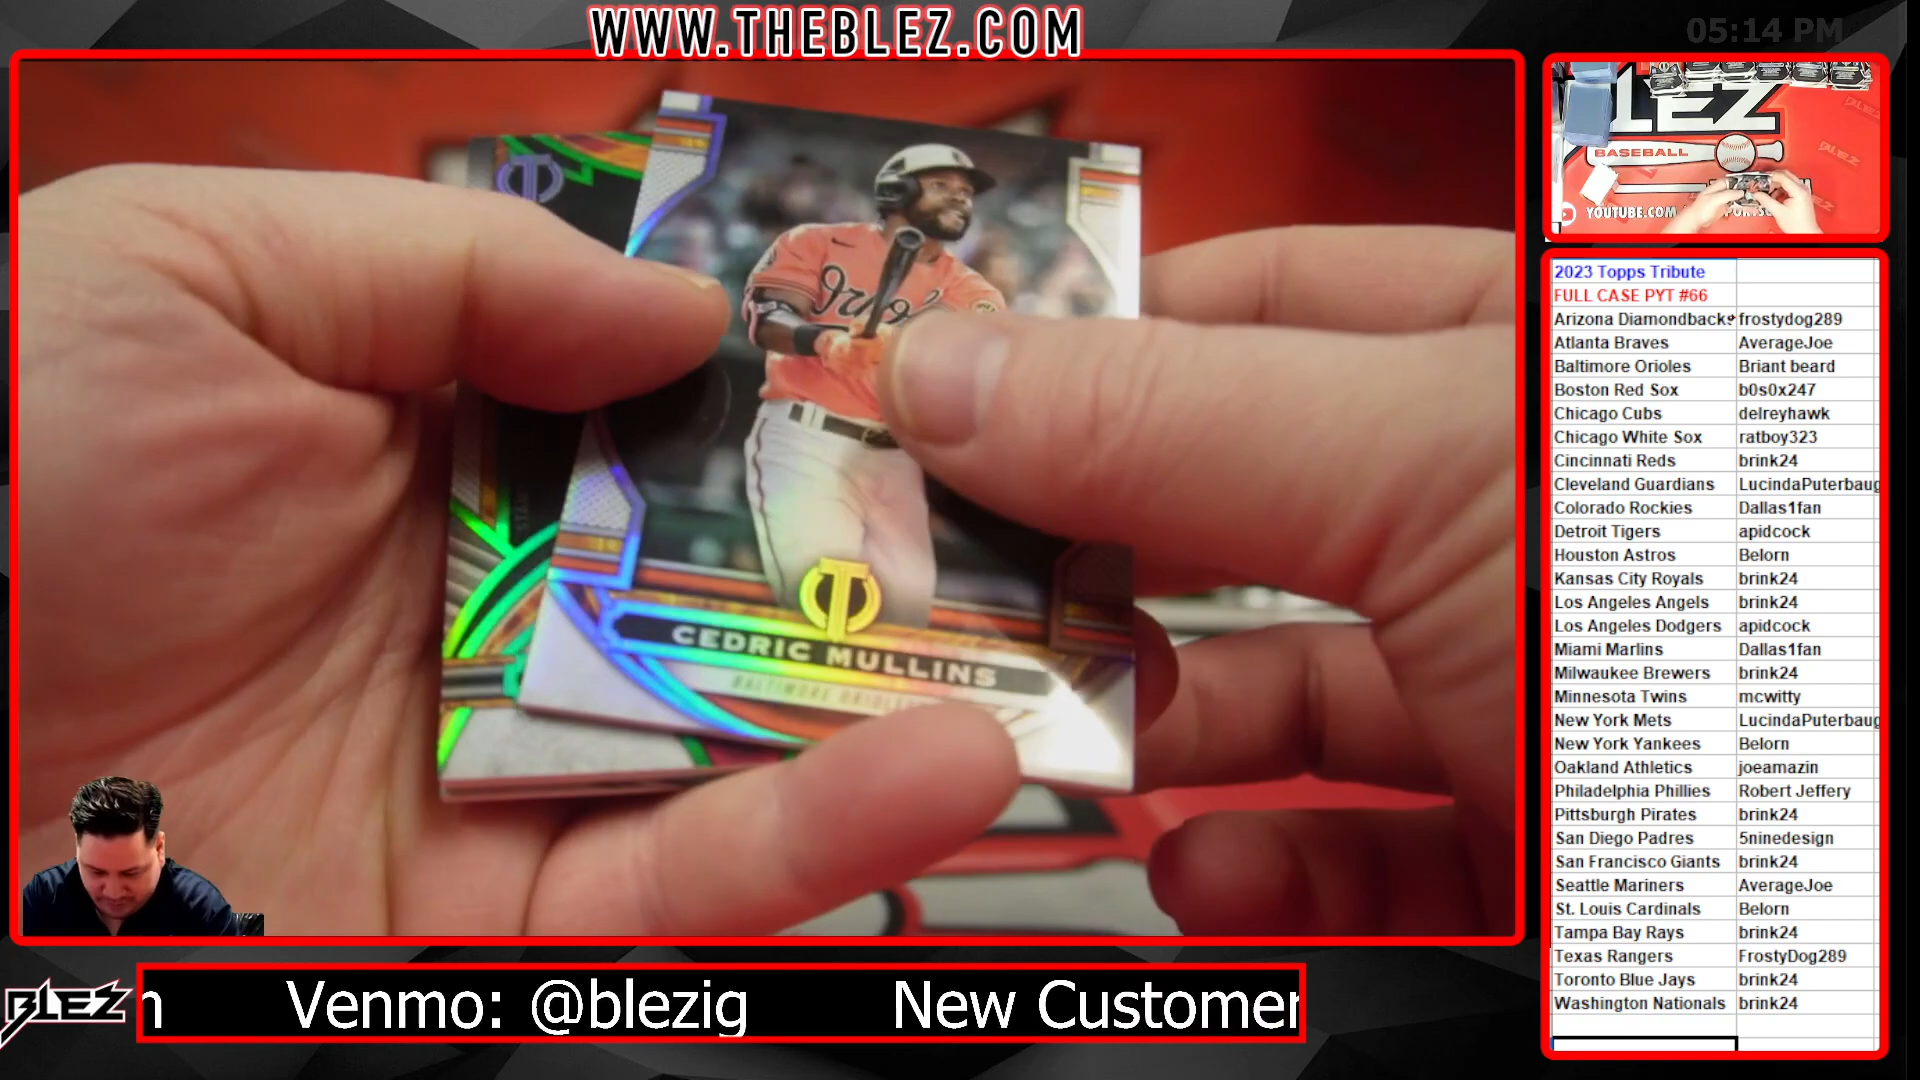 WWW.THEBLEZ.COM
05:14 PM
LEZ
BASEBALL
YOUTUBE.COM
Orioles
CEDRIC MULLINS
BALTIMORE ORIOLES
2023 Topps Tribute
FULL CASE PYT #66
Arizona Diamondbacks frostydog289
Atlanta Braves AverageJoe
Baltimore Orioles Briant beard
Boston Red Sox b0s0x247
Chicago Cubs delreyhawk
Chicago White Sox ratboy323
Cincinnati Reds brink24
Cleveland Guardians LucindaPuterbaug
Colorado Rockies Dallas1fan
Detroit Tigers apidcock
Houston Astros Belorn
Kansas City Royals brink24
Los Angeles Angels brink24
Los Angeles Dodgers apidcock
Miami Marlins Dallas1fan
Milwaukee Brewers brink24
Minnesota Twins mcwitty
New York Mets LucindaPuterbaug
New York Yankees Belorn
Oakland Athletics joeamazin
Philadelphia Phillies Robert Jeffery
Pittsburgh Pirates brink24
San Diego Padres 5ninedesign
San Francisco Giants brink24
Seattle Mariners AverageJoe
St. Louis Cardinals Belorn
Tampa Bay Rays brink24
Texas Rangers FrostyDog289
Toronto Blue Jays brink24
Washington Nationals brink24
BLEZ
n Venmo: @blezig New Customer